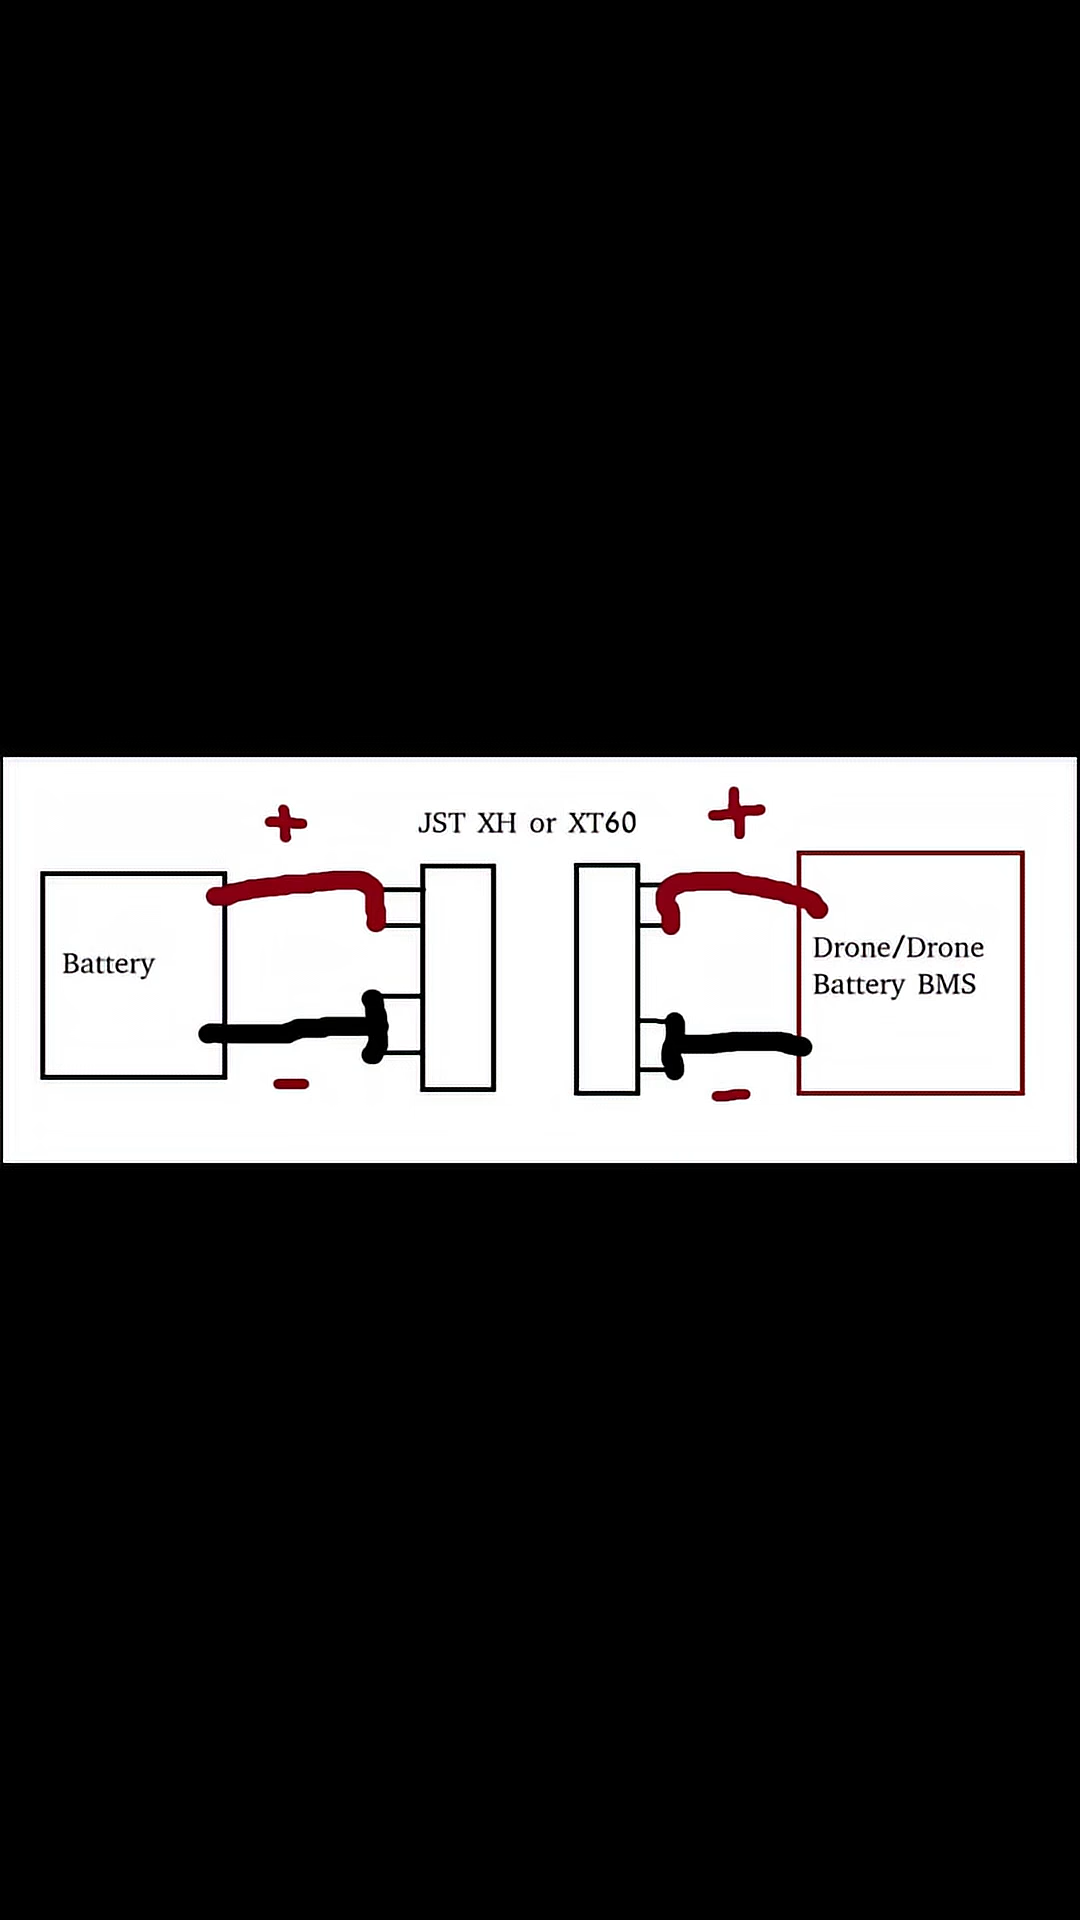 +
JST XH or XT60
+
Battery
Drone/Drone
Battery BMS
-
-